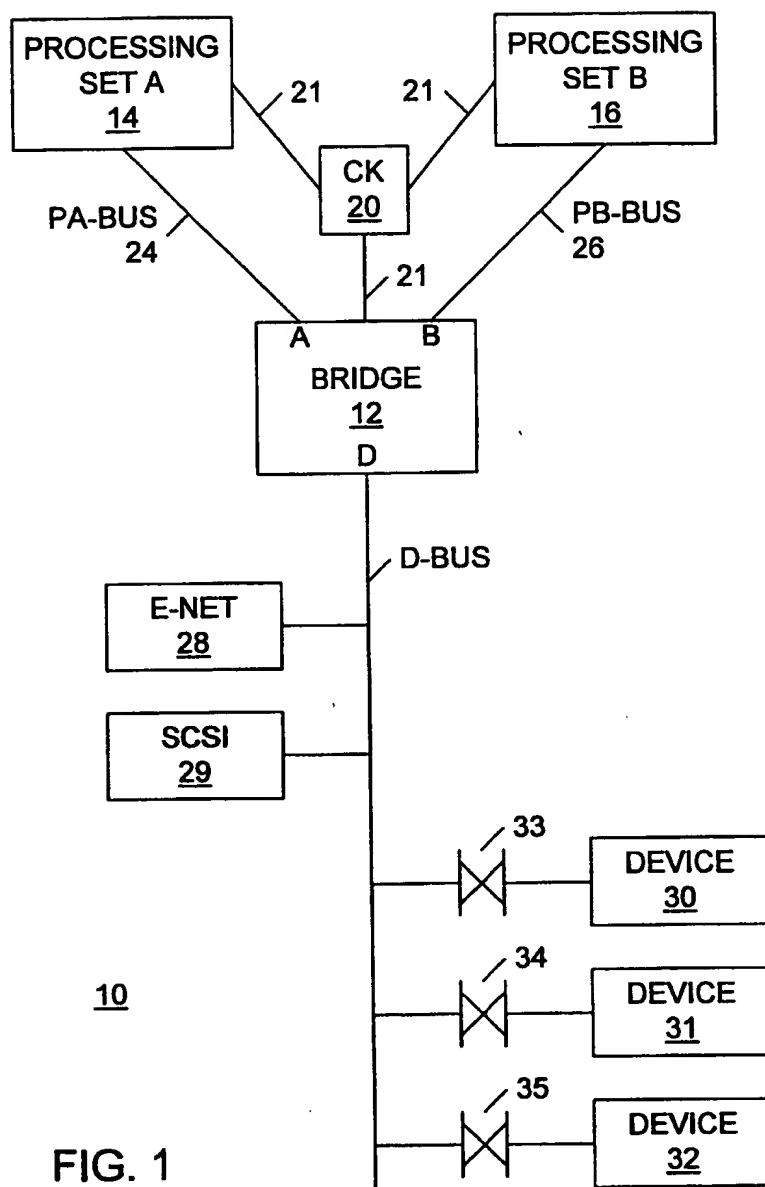 PROCESSING
SET A
14
PROCESSING
SET B
16
21
21
CK
20
PA-BUS
24
PB-BUS
26
21
A
B
BRIDGE
12
D
D-BUS
E-NET
28
SCSI
29
33
DEVICE
30
34
DEVICE
31
10
35
DEVICE
32
FIG. 1